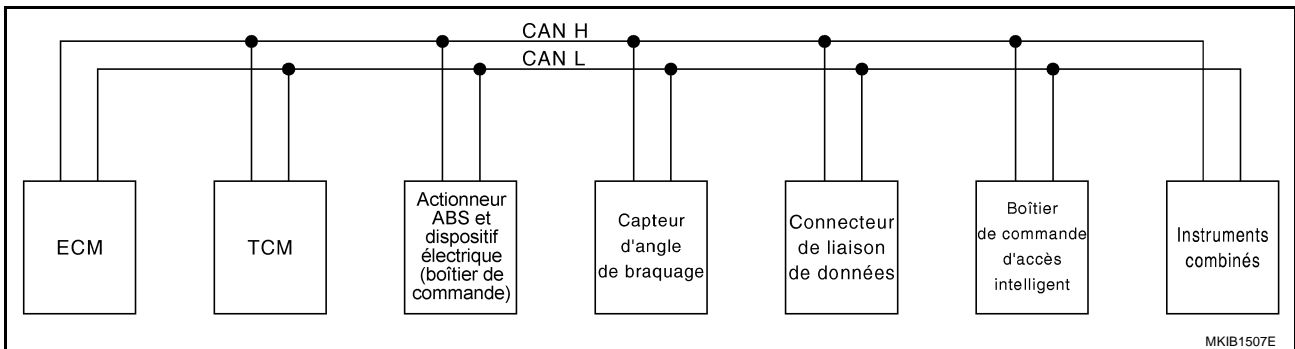 CAN H
CAN L
ECM
TCM
Actionneur
ABS et
dispositif
électrique
(boîtier de
commande)
Capteur
d'angle
de braquage
Connecteur
de liaison
de données
Boîtier
de commande
d'accès
intelligent
Instruments
combinés
MKIB1507E